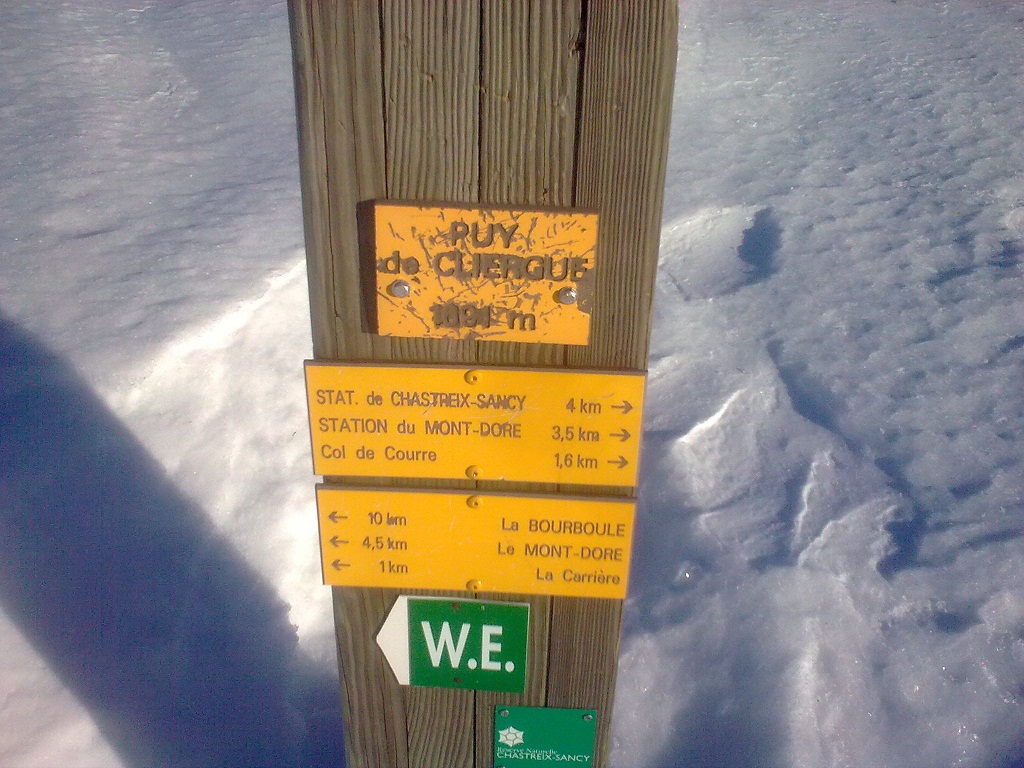 PUY
de CLIERGUE
1691 m
STAT. de CHASTREIX-SANCY 4 km →
STATION du MONT-DORE 3,5 km →
Col de Courre 1,6 km →
← 10 km La BOURBOULE
← 4,5 km Le MONT-DORE
← 1 km La Carrière
W.E.
Réserve Naturelle
CHASTREIX-SANCY